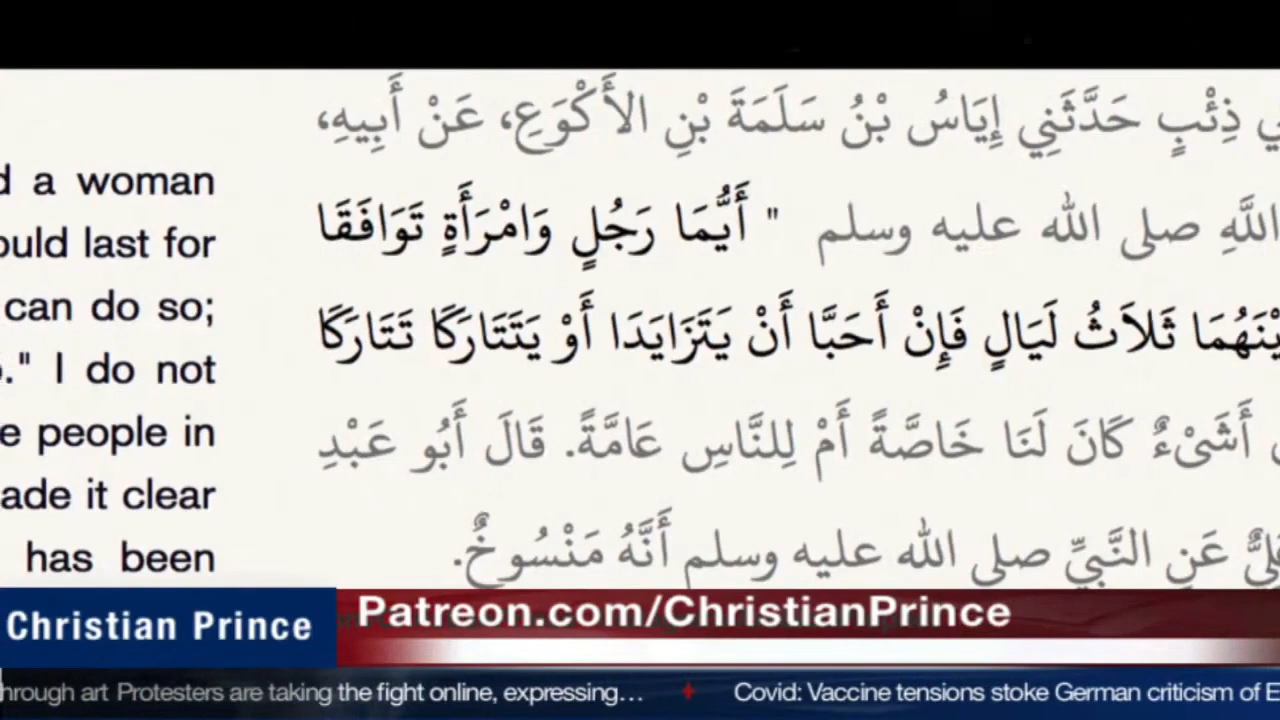 a woman
ould last for
can do so;
." I do not
e people in
ade it clear
has been
ذِئْبٍ حَدَّثَنِي إِيَاسُ بْنُ سَلَمَةَ بْنِ الأَكْوَعِ، عَنْ أَبِيهِ،
اللَّهِ صلى الله عليه وسلم " أَيُّمَا رَجُلٍ وَامْرَأَةٍ تَوَافَقَا
يْنَهُمَا ثَلاَثُ لَيَالٍ فَإِنْ أَحَبَّا أَنْ يَتَزَايَدَا أَوْ يَتَتَارَكَا تَتَارَكَا
أَشَىْءٌ كَانَ لَنَا خَاصَّةً أَمْ لِلنَّاسِ عَامَّةً. قَالَ أَبُو عَبْدِ
عَنِ النَّبِيِّ صلى الله عليه وسلم أَنَّهُ مَنْسُوخٌ.
Christian Prince
Patreon.com/ChristianPrince
hrough art Protesters are taking the fight online, expressing... Covid: Vaccine tensions stoke German criticism of E